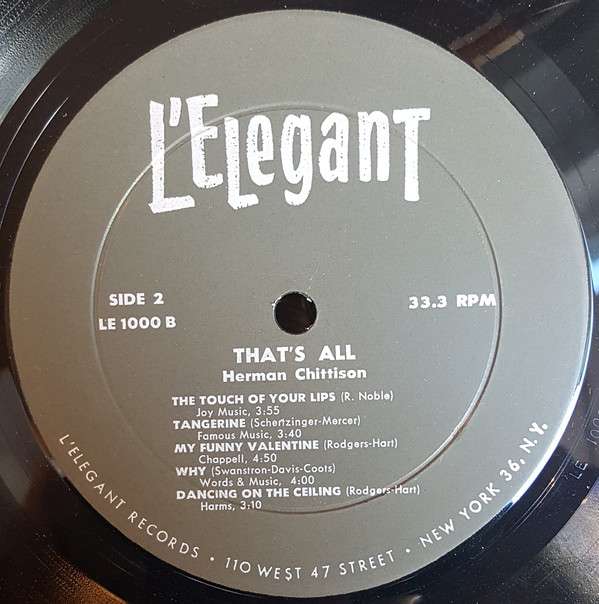 L'ELeganT
SIDE 2
33.3 RPM
LE 1000 B
THAT'S ALL
Herman Chittison
THE TOUCH OF YOUR LIPS (R. Noble)
Joy Music, 3:55
TANGERINE (Schertzinger-Mercer)
Famous Music, 3:40
MY FUNNY VALENTINE (Rodgers-Hart)
Chappell, 4:50
WHY (Swanstron-Davis-Coots)
Words & Music, 4:00
DANCING ON THE CEILING (Rodgers-Hart)
Harms, 3:10
L'ELEGANT RECORDS • 110 WEST 47 STREET • NEW YORK 36, N.Y.